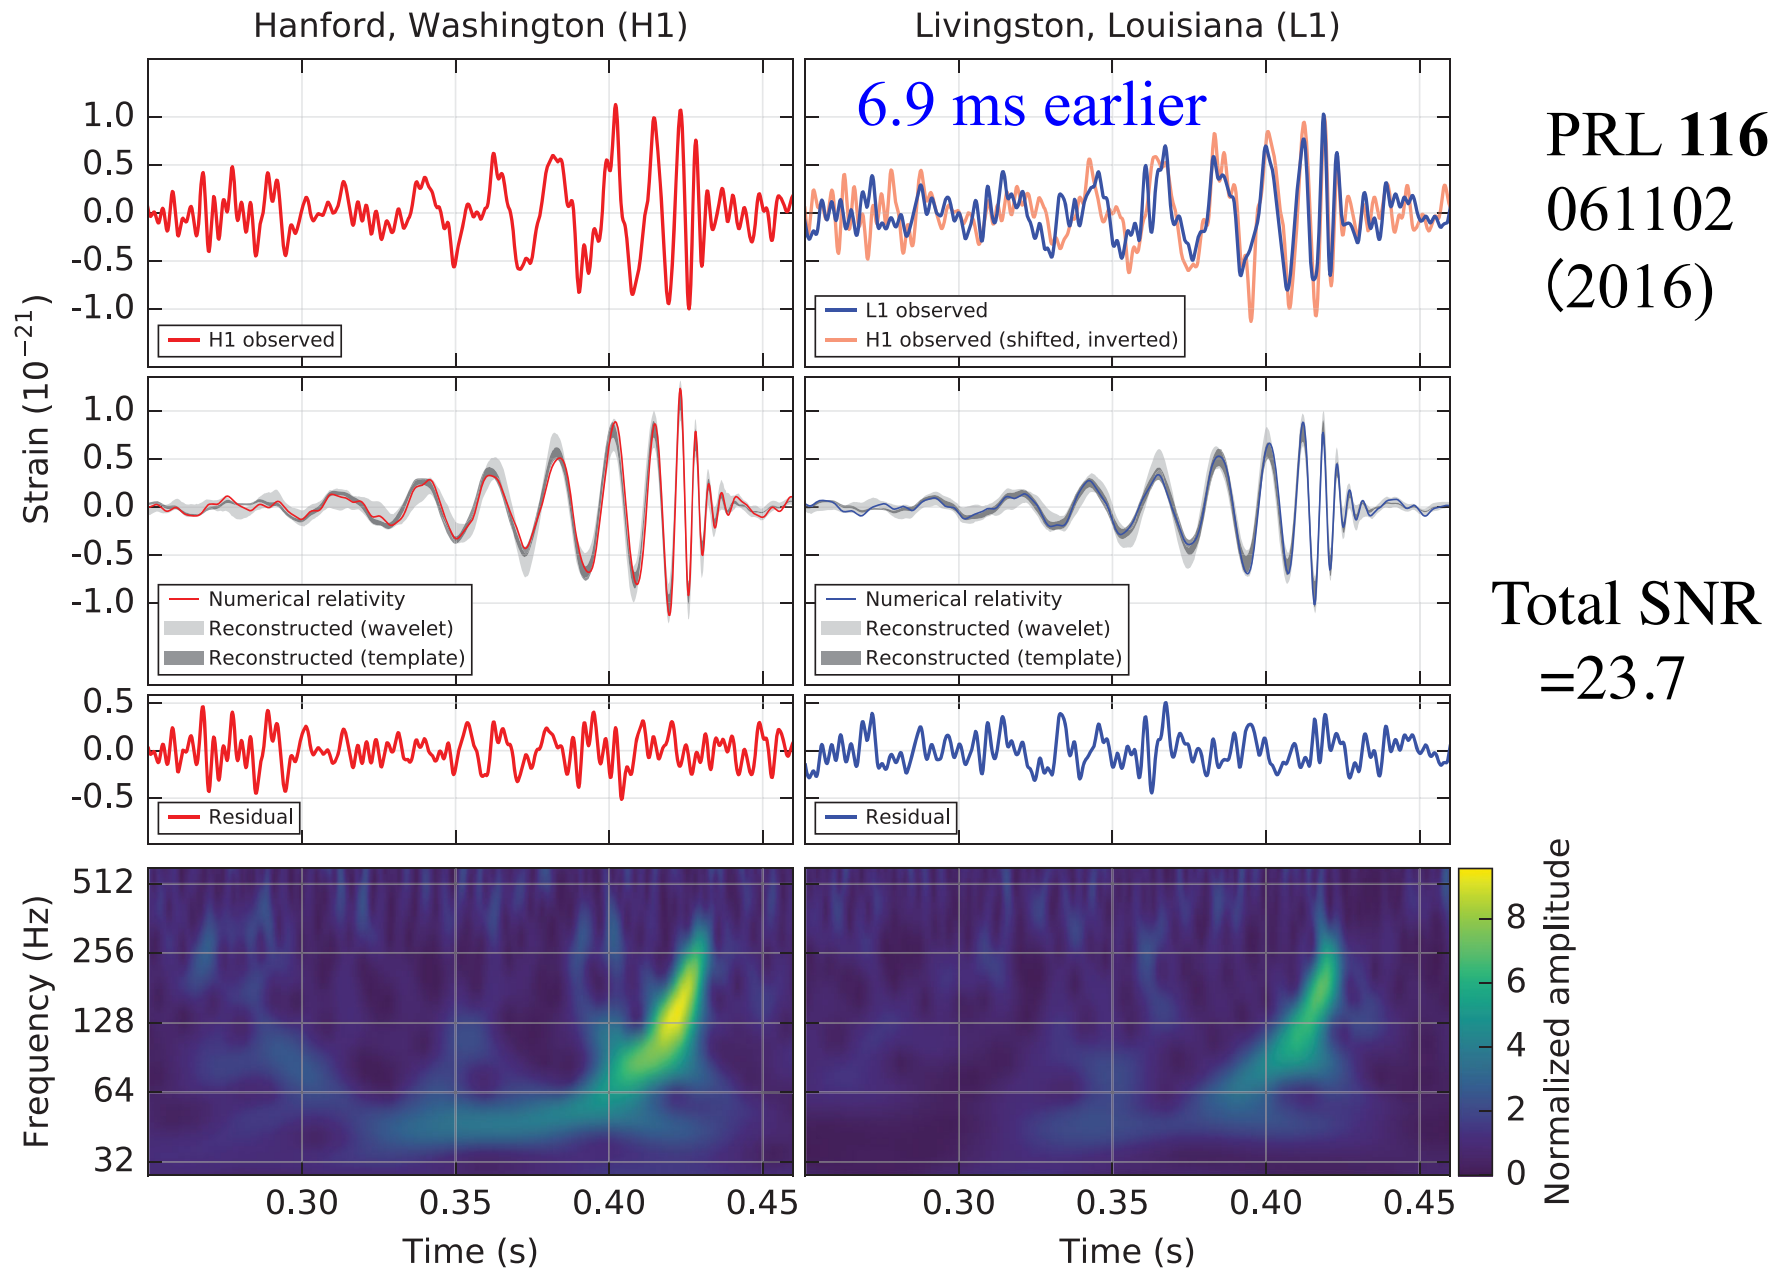 Hanford, Washington (H1)
Livingston, Louisiana (L1)
6.9 ms earlier
PRL 116
061102
(2016)
Strain (10⁻²¹)
1.0
0.5
0.0
-0.5
-1.0
H1 observed
L1 observed
H1 observed (shifted, inverted)
1.0
0.5
0.0
-0.5
-1.0
Numerical relativity
Reconstructed (wavelet)
Reconstructed (template)
Numerical relativity
Reconstructed (wavelet)
Reconstructed (template)
Total SNR
=23.7
0.5
0.0
-0.5
Residual
Residual
Frequency (Hz)
512
256
128
64
32
Normalized amplitude
8
6
4
2
0
0.30 0.35 0.40 0.45
0.30 0.35 0.40 0.45
Time (s)
Time (s)